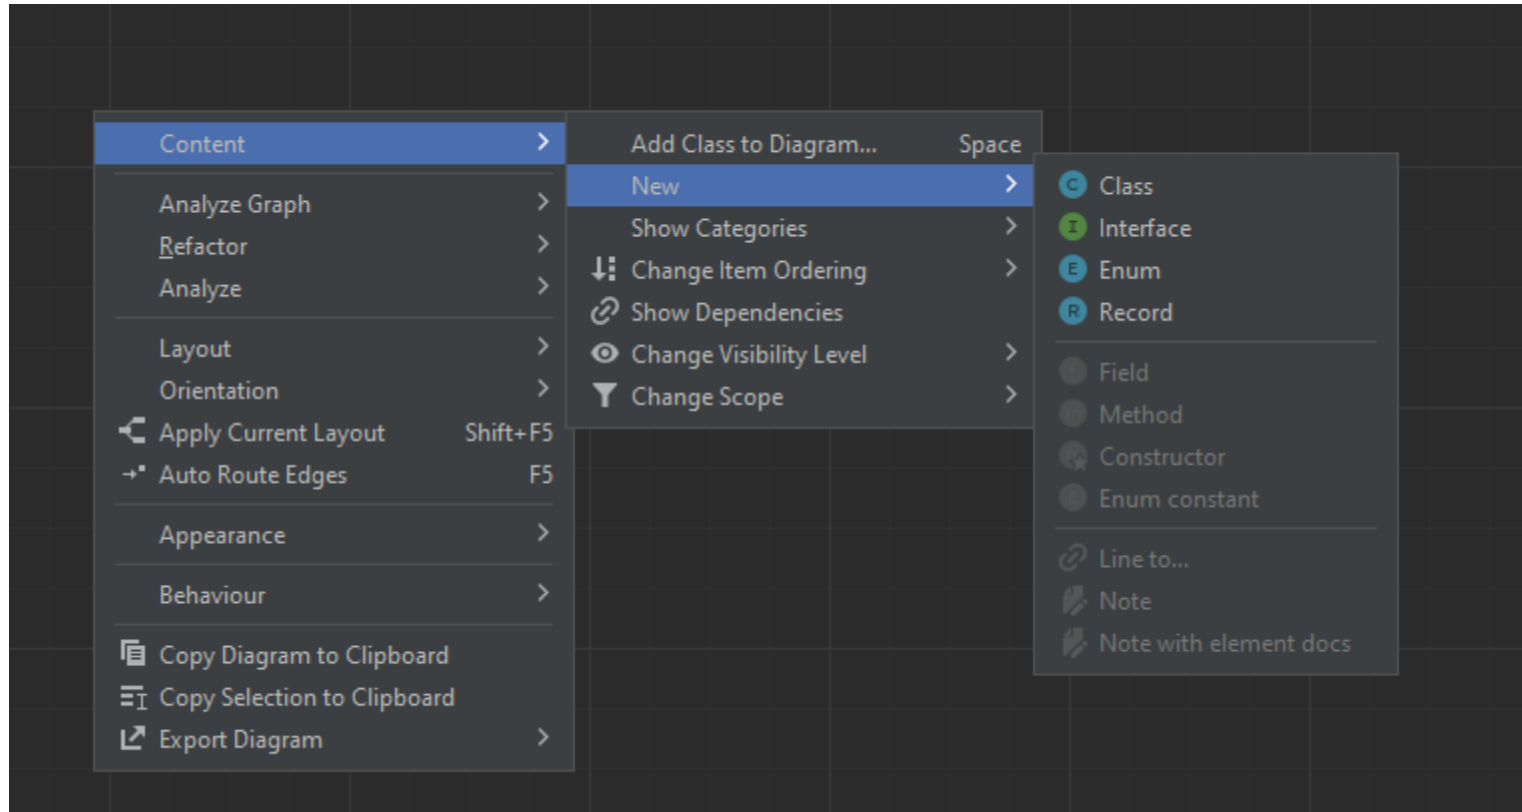 Content
Analyze Graph
Refactor
Analyze
Layout
Orientation
Apply Current Layout Shift+F5
Auto Route Edges F5
Appearance
Behaviour
Copy Diagram to Clipboard
Copy Selection to Clipboard
Export Diagram
Add Class to Diagram... Space
New
Show Categories
Change Item Ordering
Show Dependencies
Change Visibility Level
Change Scope
C Class
I Interface
E Enum
R Record
Field
Method
Constructor
Enum constant
Line to...
Note
Note with element docs